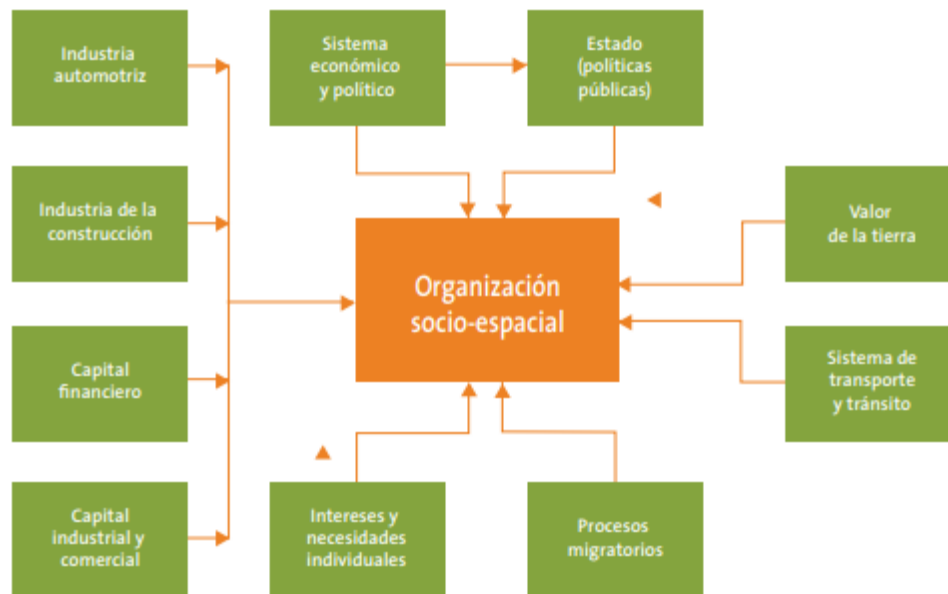 Industria
automotriz
Sistema
económico
y político
Estado
(políticas
públicas)
Industria de la
construcción
Valor
de la tierra
Organización
socio-espacial
Capital
financiero
Sistema de
transporte
y tránsito
Capital
industrial y
comercial
Intereses y
necesidades
individuales
Procesos
migratorios